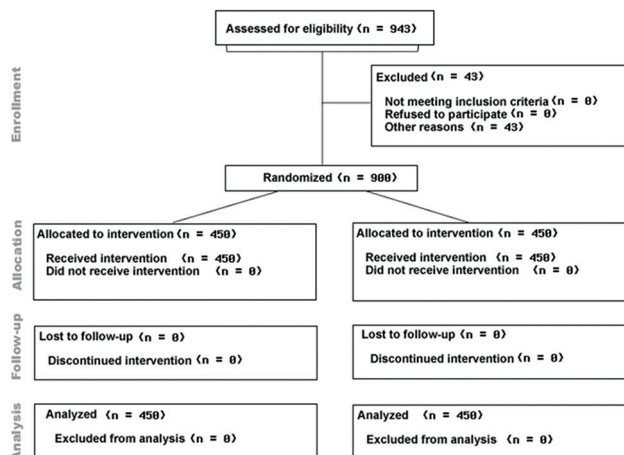 Assessed for eligibility (n = 943)
Enrollment
Excluded (n = 43)
Not meeting inclusion criteria (n = 0)
Refused to participate (n = 0)
Other reasons (n = 43)
Randomized (n = 900)
Allocation
Allocated to intervention (n = 450)
Received intervention (n = 450)
Did not receive intervention (n = 0)
Allocated to intervention (n = 450)
Received intervention (n = 450)
Did not receive intervention (n = 0)
Follow-up
Lost to follow-up (n = 0)
Discontinued intervention (n = 0)
Lost to follow-up (n = 0)
Discontinued intervention (n = 0)
Analysis
Analyzed (n = 450)
Excluded from analysis (n = 0)
Analyzed (n = 450)
Excluded from analysis (n = 0)